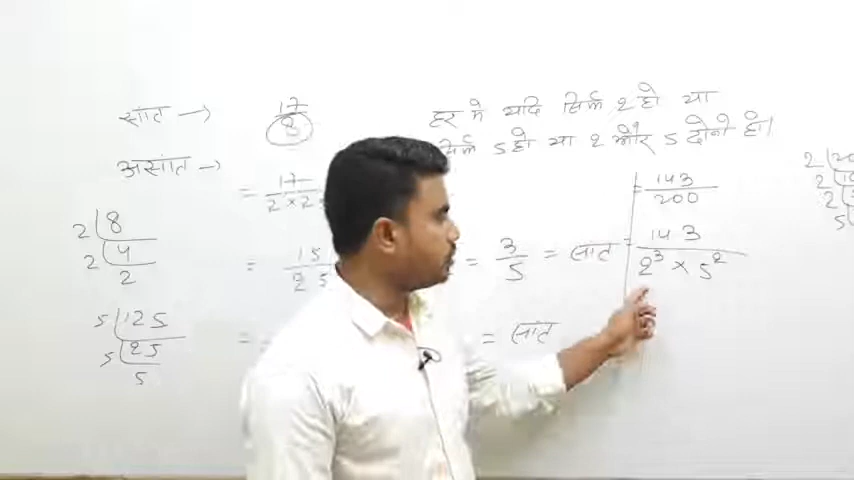 सांत → 17/8
असांत →
= 17/2×2
2 | 8
2 | 4
2
= 15/25
= 3/5 = सांत
5 | 125
5 | 25
5
= सांत
हर में यदि सिर्फ 2 हो या
सिर्फ 5 हो या 2 और 5 दोनो हो।
= 143/200
= 143/2³ × 5²